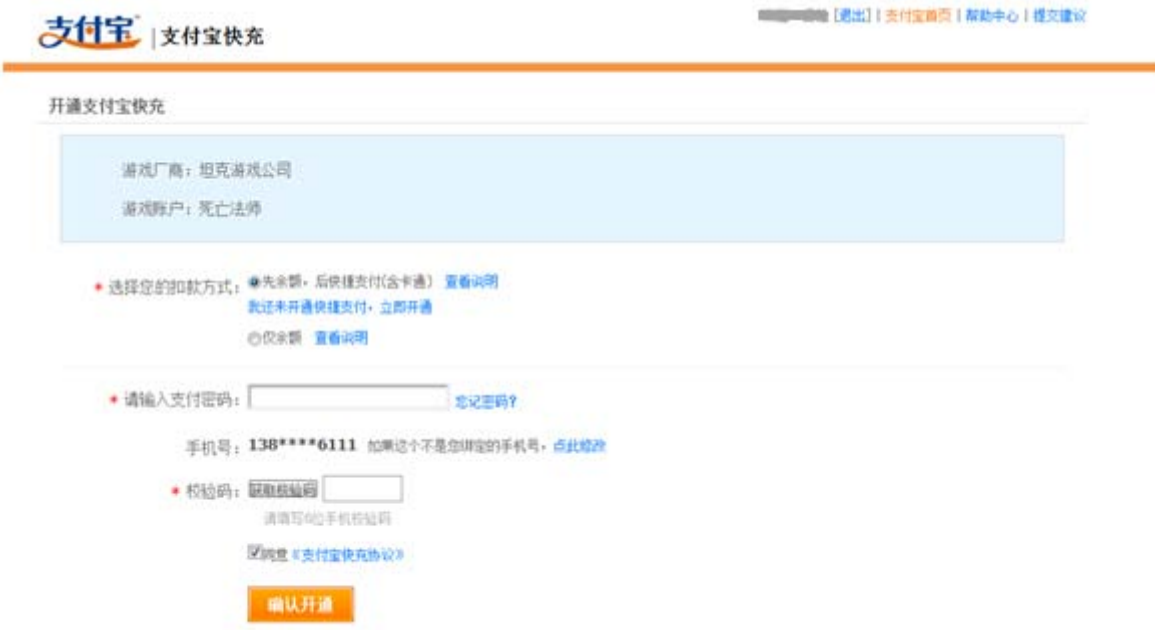 [退出] | 支付宝首页 | 帮助中心 | 提交建议
支付宝 | 支付宝快充
开通支付宝快充
游戏厂商：坦克游戏公司
游戏账户：死亡法师
* 选择您的扣款方式： 先余额，后快捷支付(含卡通) 查看说明
我还未开通快捷支付，立即开通
仅余额 查看说明
* 请输入支付密码： 忘记密码?
手机号： 138****6111 如果这个不是您绑定的手机号，点此修改
* 校验码： 获取校验码
请填写6位手机校验码
同意《支付宝快充协议》
确认开通